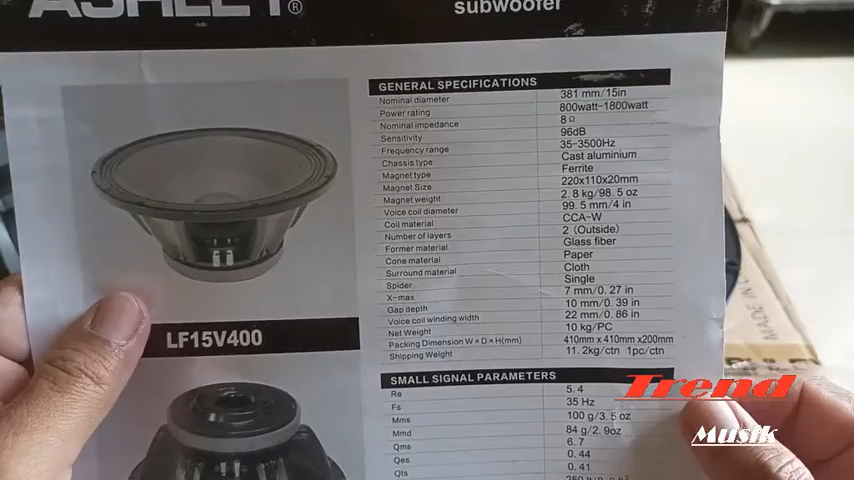 ASHLEY®
subwoofer
GENERAL SPECIFICATIONS
Nominal diameter 381 mm/15in
Power rating 800watt-1800watt
Nominal impedance 8Ω
Sensitivity 96dB
Frequency range 35-3500Hz
Chassis type Cast aluminium
Magnet type Ferrite
Magnet Size 220x110x20mm
Magnet weight 2.8 kg/98.5 oz
Voice coil diameter 99.5 mm/4 in
Coil material CCA-W
Number of layers 2 (Outside)
Former material Glass fiber
Cone material Paper
Surround material Cloth
Spider Single
X-max 7 mm/0.27 in
Gap depth 10 mm/0.39 in
Voice coil winding width 22 mm/0.86 in
Net Weight 10 kg/PC
Packing Dimension W×D×H(mm) 410mm x 410mm x200mm
Shipping Weight 11.2kg/ctn 1pc/ctn
LF15V400
SMALL SIGNAL PARAMETERS
Re 5.4
Fs 35 Hz
Mms 100 g/3.5 oz
Mmd 84 g/2.9oz
Qms 6.7
Qes 0.44
Qts 0.41
MADE IN
Trend
Musik